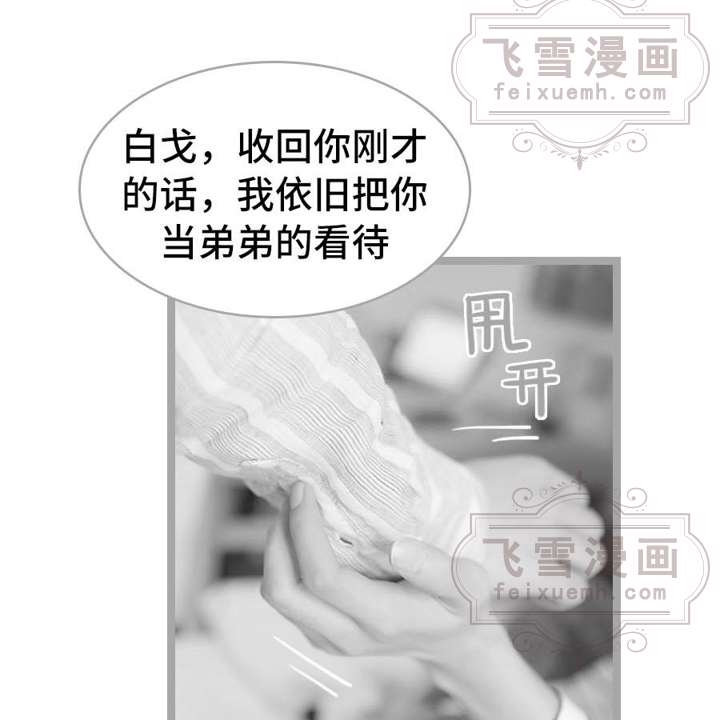 飞雪漫画
feixuemh.com
白戈，收回你刚才
的话，我依旧把你
当弟弟的看待
甩开
飞雪漫画
feixuemh.com